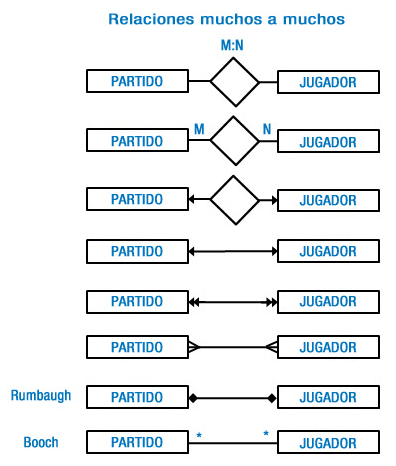 Relaciones muchos a muchos
M:N
PARTIDO JUGADOR
PARTIDO M N JUGADOR
PARTIDO JUGADOR
PARTIDO JUGADOR
PARTIDO JUGADOR
PARTIDO JUGADOR
Rumbaugh PARTIDO JUGADOR
Booch PARTIDO * * JUGADOR